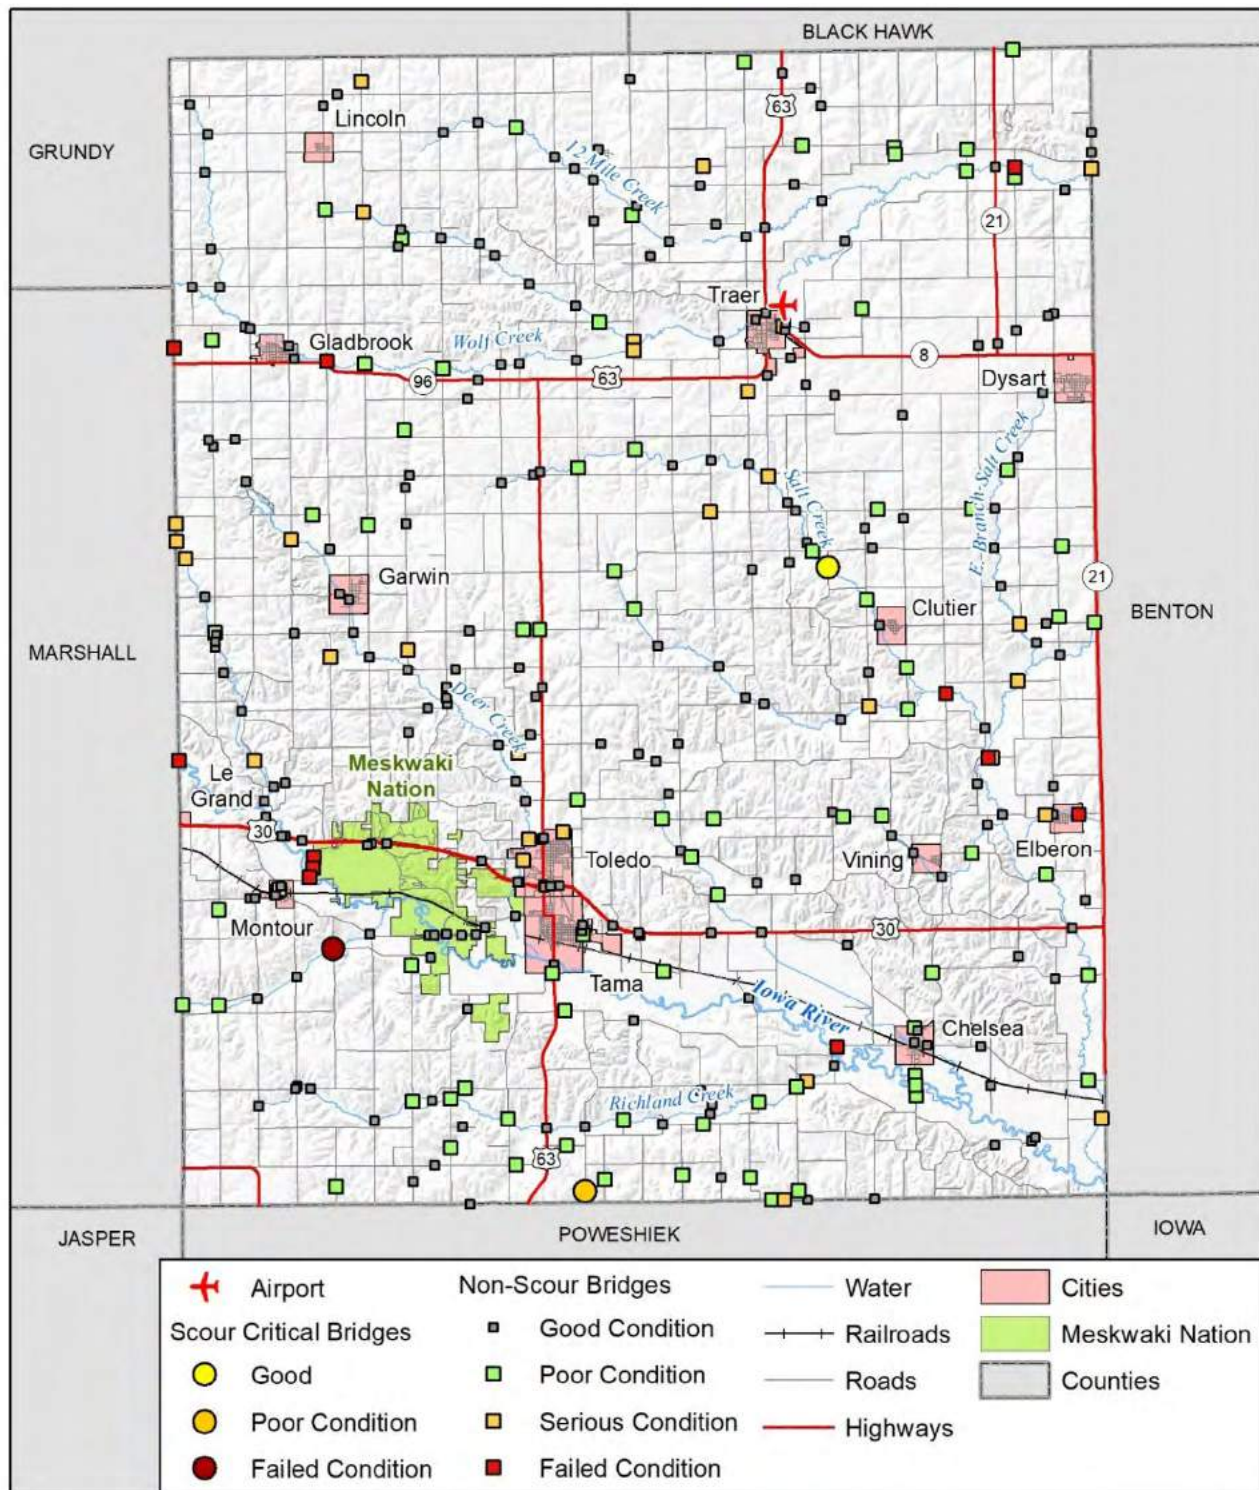 BLACK HAWK
63
Lincoln
GRUNDY
12 Mile Creek
21
Traer
Gladbrook
Wolf Creek
8
96
63
Dysart
Salt Creek
E. Branch-Salt Creek
Garwin
21
Clutier
BENTON
MARSHALL
Deer Creek
Meskwaki
Nation
Le
Grand
30
Toledo
Vining
Elberon
Montour
30
Tama
Iowa River
Chelsea
Richland Creek
63
JASPER
POWESHIEK
IOWA
Airport
Scour Critical Bridges
Good
Poor Condition
Failed Condition
Non-Scour Bridges
Good Condition
Poor Condition
Serious Condition
Failed Condition
Water
Railroads
Roads
Highways
Cities
Meskwaki Nation
Counties